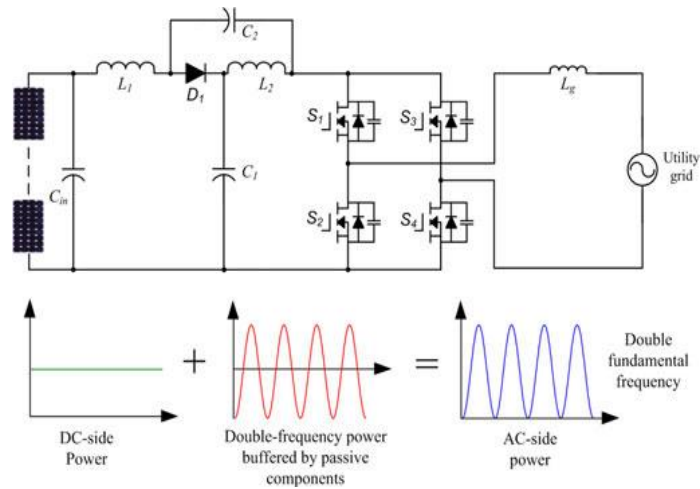 C2
L1
D1
L2
Cin
C1
S1
S3
S2
S4
Lg
Utility
grid
+
=
DC-side
Power
Double-frequency power
buffered by passive
components
AC-side
power
Double
fundamental
frequency